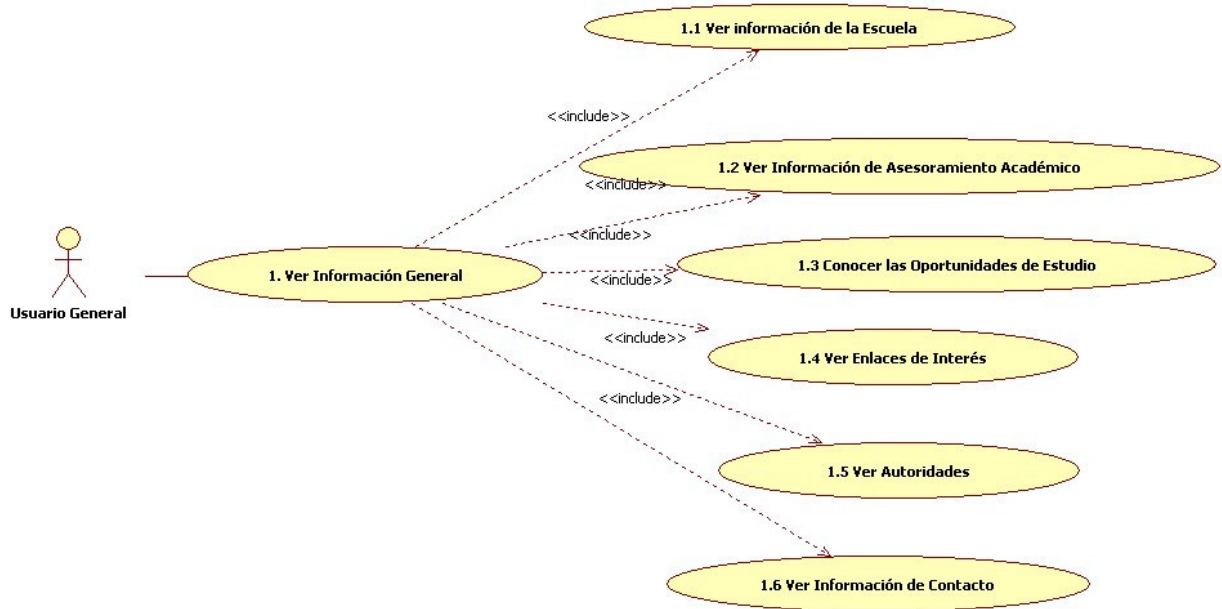 1.1 Ver información de la Escuela
<<include>>
1.2 Ver Información de Asesoramiento Académico
<<include>>
<<include>>
1. Ver Información General
1.3 Conocer las Oportunidades de Estudio
<<include>>
Usuario General
<<include>>
1.4 Ver Enlaces de Interés
<<include>>
1.5 Ver Autoridades
1.6 Ver Información de Contacto